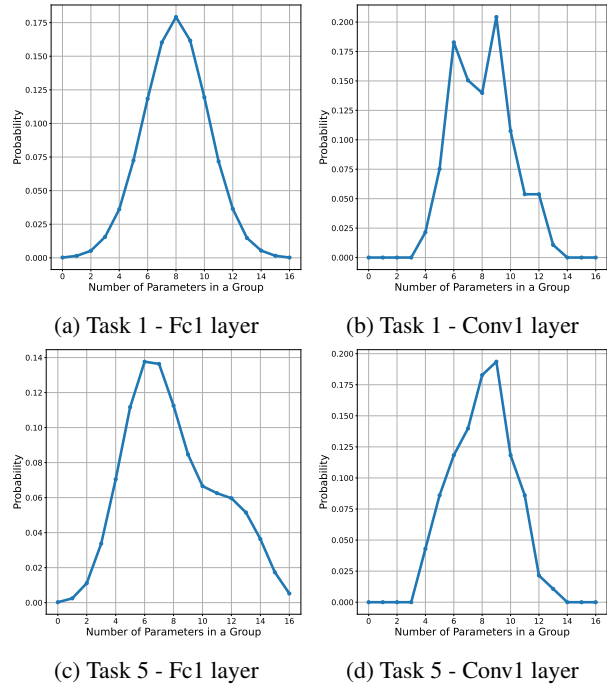 0.175
0.150
0.125
0.100
0.075
0.050
0.025
0.000
Probability
0 2 4 6 8 10 12 14 16
Number of Parameters in a Group
(a) Task 1 - Fc1 layer
0.200
0.175
0.150
0.125
0.100
0.075
0.050
0.025
0.000
Probability
0 2 4 6 8 10 12 14 16
Number of Parameters in a Group
(b) Task 1 - Conv1 layer
0.14
0.12
0.10
0.08
0.06
0.04
0.02
0.00
Probability
0 2 4 6 8 10 12 14 16
Number of Parameters in a Group
(c) Task 5 - Fc1 layer
0.200
0.175
0.150
0.125
0.100
0.075
0.050
0.025
0.000
Probability
0 2 4 6 8 10 12 14 16
Number of Parameters in a Group
(d) Task 5 - Conv1 layer